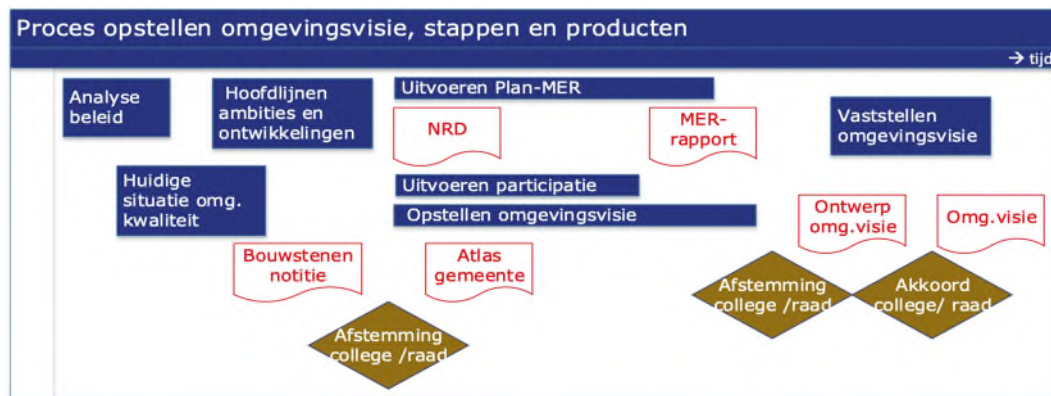 Proces opstellen omgevingsvisie, stappen en producten
→ tijd
Analyse
beleid
Hoofdlijnen
ambities en
ontwikkelingen
Uitvoeren Plan-MER
NRD
MER-
rapport
Vaststellen
omgevingsvisie
Huidige
situatie omg.
kwaliteit
Uitvoeren participatie
Opstellen omgevingsvisie
Ontwerp
omg.visie
Omg.visie
Bouwstenen
notitie
Atlas
gemeente
Afstemming
college /raad
Akkoord
college/ raad
Afstemming
college /raad